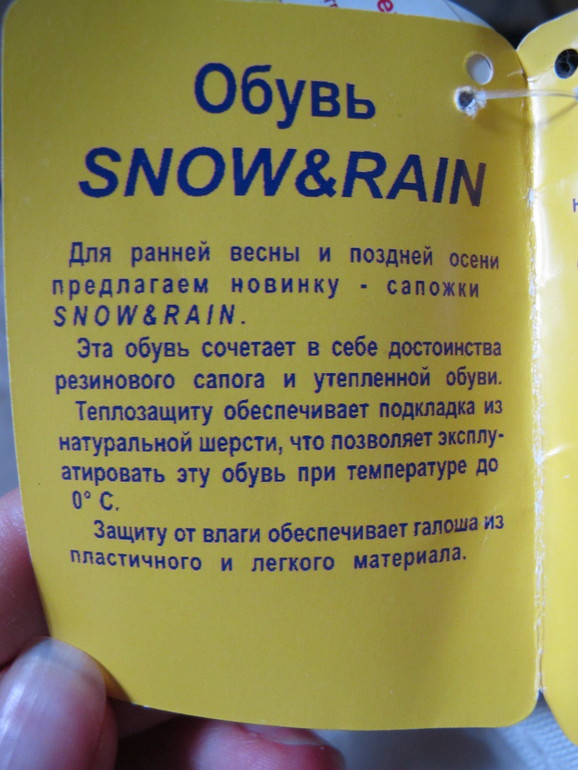 Обувь
SNOW&RAIN
Для ранней весны и поздней осени
предлагаем новинку - сапожки
SNOW&RAIN.
Эта обувь сочетает в себе достоинства
резинового сапога и утепленной обуви.
Теплозащиту обеспечивает подкладка из
натуральной шерсти, что позволяет эксплу-
атировать эту обувь при температуре до
0° С.
Защиту от влаги обеспечивает галоша из
пластичного и легкого материала.